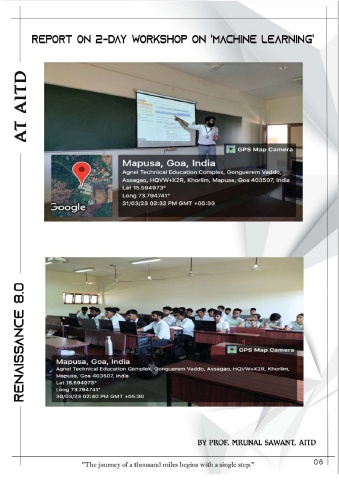 REPORT ON 2-DAY WORKSHOP ON 'MACHINE LEARNING'
AT AITD
GPS Map Camera
Mapusa, Goa, India
Agnel Technical Education Complex, Gonguerem Vaddo,
Assagao, HQVW+X2R, Khorlim, Mapusa, Goa 403507, India
Lat 15.594973°
Long 73.794741°
31/03/23 02:32 PM GMT +05:30
Google
RENAISSANCE 8.0
GPS Map Camera
Mapusa, Goa, India
Agnel Technical Education Complex, Gonguerem Vaddo, Assagao, HQVW+X2R, Khorlim,
Mapusa, Goa 403507, India
Lat 15.594973°
Long 73.794741°
30/03/23 02:40 PM GMT +05:30
BY PROF. MRUNAL SAWANT, AITD
"The journey of a thousand miles begins with a single step."
06